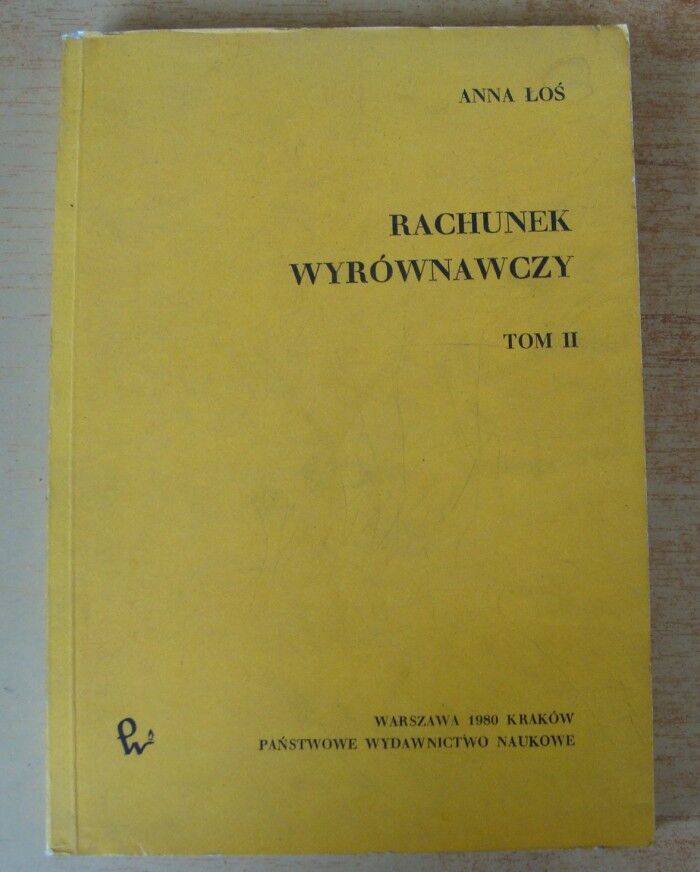 ANNA ŁOŚ
RACHUNEK
WYRÓWNAWCZY
TOM II
WARSZAWA 1980 KRAKÓW
PAŃSTWOWE WYDAWNICTWO NAUKOWE